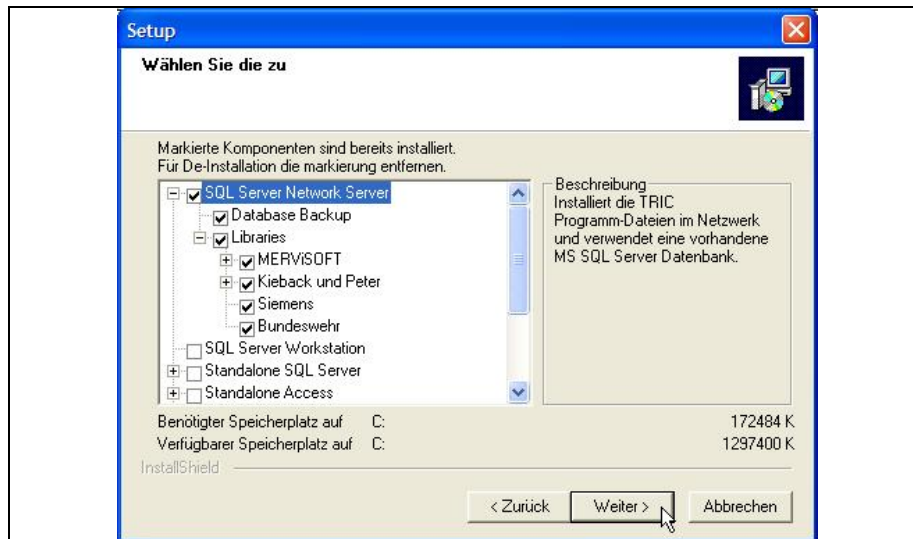 Setup
Wählen Sie die zu
Markierte Komponenten sind bereits installiert.
Für De-Installation die markierung entfernen.
SQL Server Network Server
Database Backup
Libraries
MERViSOFT
Kieback und Peter
Siemens
Bundeswehr
SQL Server Workstation
Standalone SQL Server
Standalone Access
Beschreibung
Installiert die TRIC
Programm-Dateien im Netzwerk
und verwendet eine vorhandene
MS SQL Server Datenbank.
Benötigter Speicherplatz auf C: 172484 K
Verfügbarer Speicherplatz auf C: 1297400 K
InstallShield
< Zurück Weiter > Abbrechen